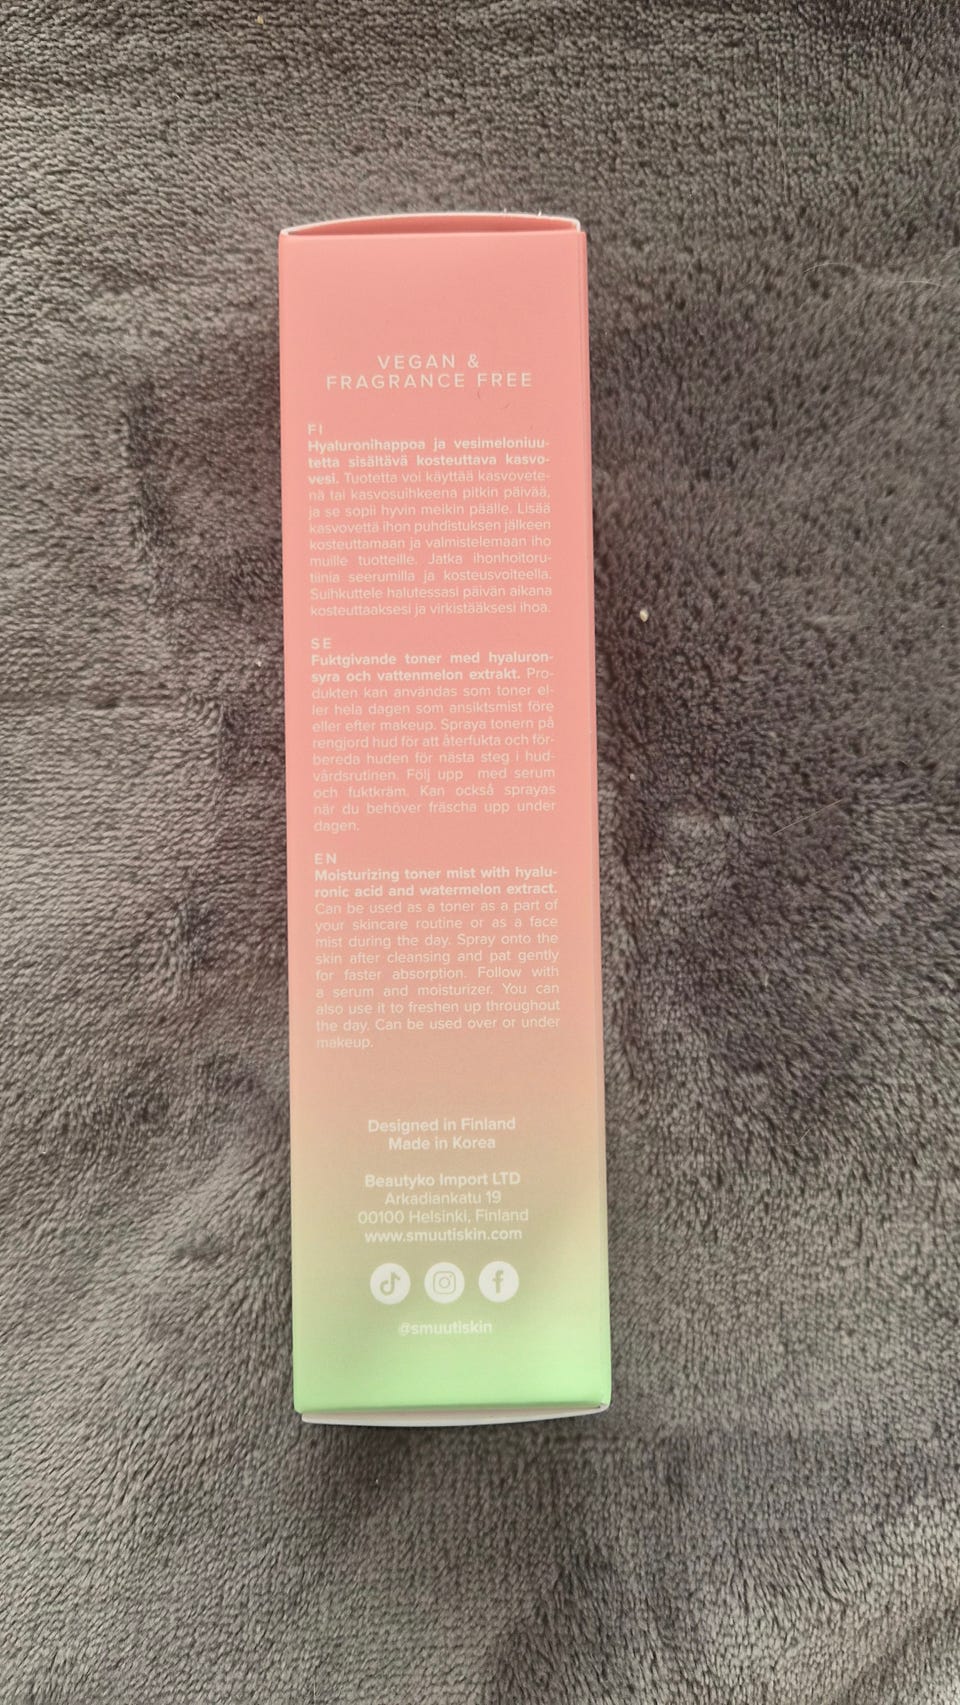 VEGAN &
FRAGRANCE FREE
FI
Hyaluronihappoa ja vesimeloniuu-
tetta sisältävä kosteuttava kasvo-
vesi. Tuotetta voi käyttää kasvovete-
nä tai kasvosuihkeena pitkin päivää,
ja se sopii hyvin meikin päälle. Lisää
kasvovettä ihon puhdistuksen jälkeen
kosteuttamaan ja valmistelemaan iho
muille tuotteille. Jatka ihonhoitoru-
tiinia seerumilla ja kosteusvoiteella.
Suihkuttele halutessasi päivän aikana
kosteuttaaksesi ja virkistääksesi ihoa.
SE
Fuktgivande toner med hyaluron-
syra och vattenmelon extrakt. Pro-
dukten kan användas som toner el-
ler hela dagen som ansiktsmist före
eller efter makeup. Spraya tonern på
rengjord hud för att återfukta och för-
bereda huden för nästa steg i hud-
vårdsrutinen. Följ upp med serum
och fuktkräm. Kan också sprayas
när du behöver fräscha upp under
dagen.
EN
Moisturizing toner mist with hyalu-
ronic acid and watermelon extract.
Can be used as a toner as a part of
your skincare routine or as a face
mist during the day. Spray onto the
skin after cleansing and pat gently
for faster absorption. Follow with
a serum and moisturizer. You can
also use it to freshen up throughout
the day. Can be used over or under
makeup.
Designed in Finland
Made in Korea
Beautyko Import LTD
Arkadiankatu 19
00100 Helsinki, Finland
www.smuutiskin.com
@smuutiskin